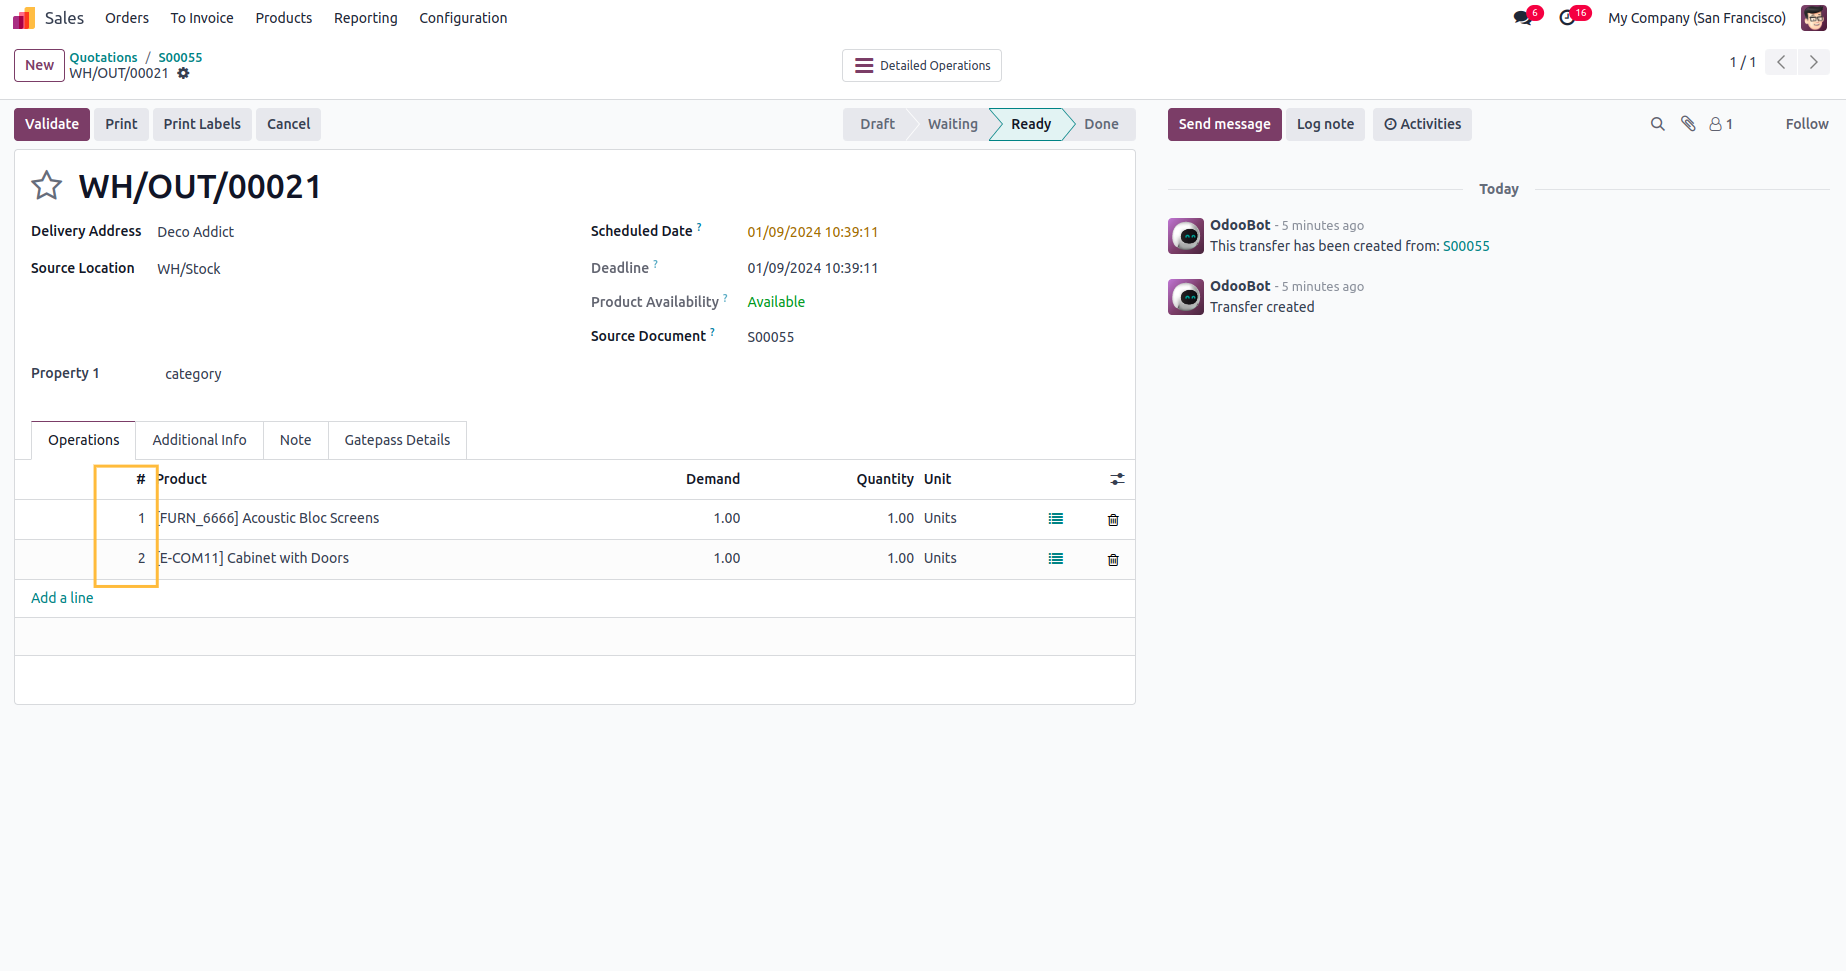 Sales Orders To Invoice Products Reporting Configuration 6 16 My Company (San Francisco)
New Quotations / S00055
WH/OUT/00021
Detailed Operations
1 / 1
Validate Print Print Labels Cancel Draft Waiting Ready Done Send message Log note Activities 1 Follow
WH/OUT/00021
Today
Delivery Address Deco Addict
Source Location WH/Stock
Scheduled Date ? 01/09/2024 10:39:11
Deadline ? 01/09/2024 10:39:11
Product Availability ? Available
Source Document ? S00055
Property 1 category
OdooBot - 5 minutes ago
This transfer has been created from: S00055
OdooBot - 5 minutes ago
Transfer created
Operations Additional Info Note Gatepass Details
# Product Demand Quantity Unit
1 [FURN_6666] Acoustic Bloc Screens 1.00 1.00 Units
2 [E-COM11] Cabinet with Doors 1.00 1.00 Units
Add a line